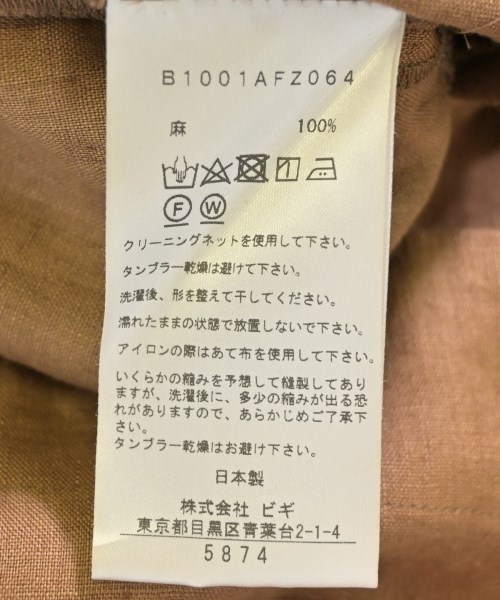 B1001AFZ064
麻 100%
F W
クリーニングネットを使用して下さい。
タンブラー乾燥は避けて下さい。
洗濯後、形を整えて干してください。
濡れたままの状態で放置しないで下さい。
アイロンの際はあて布を使用して下さい。
いくらかの縮みを予想して縫製してあり
ますが、洗濯後に、多少の縮みが出る恐
れがありますので、あらかじめご了承下
さい。
タンブラー乾燥はお避け下さい。
日本製
株式会社 ビギ
東京都目黒区青葉台2-1-4
5874